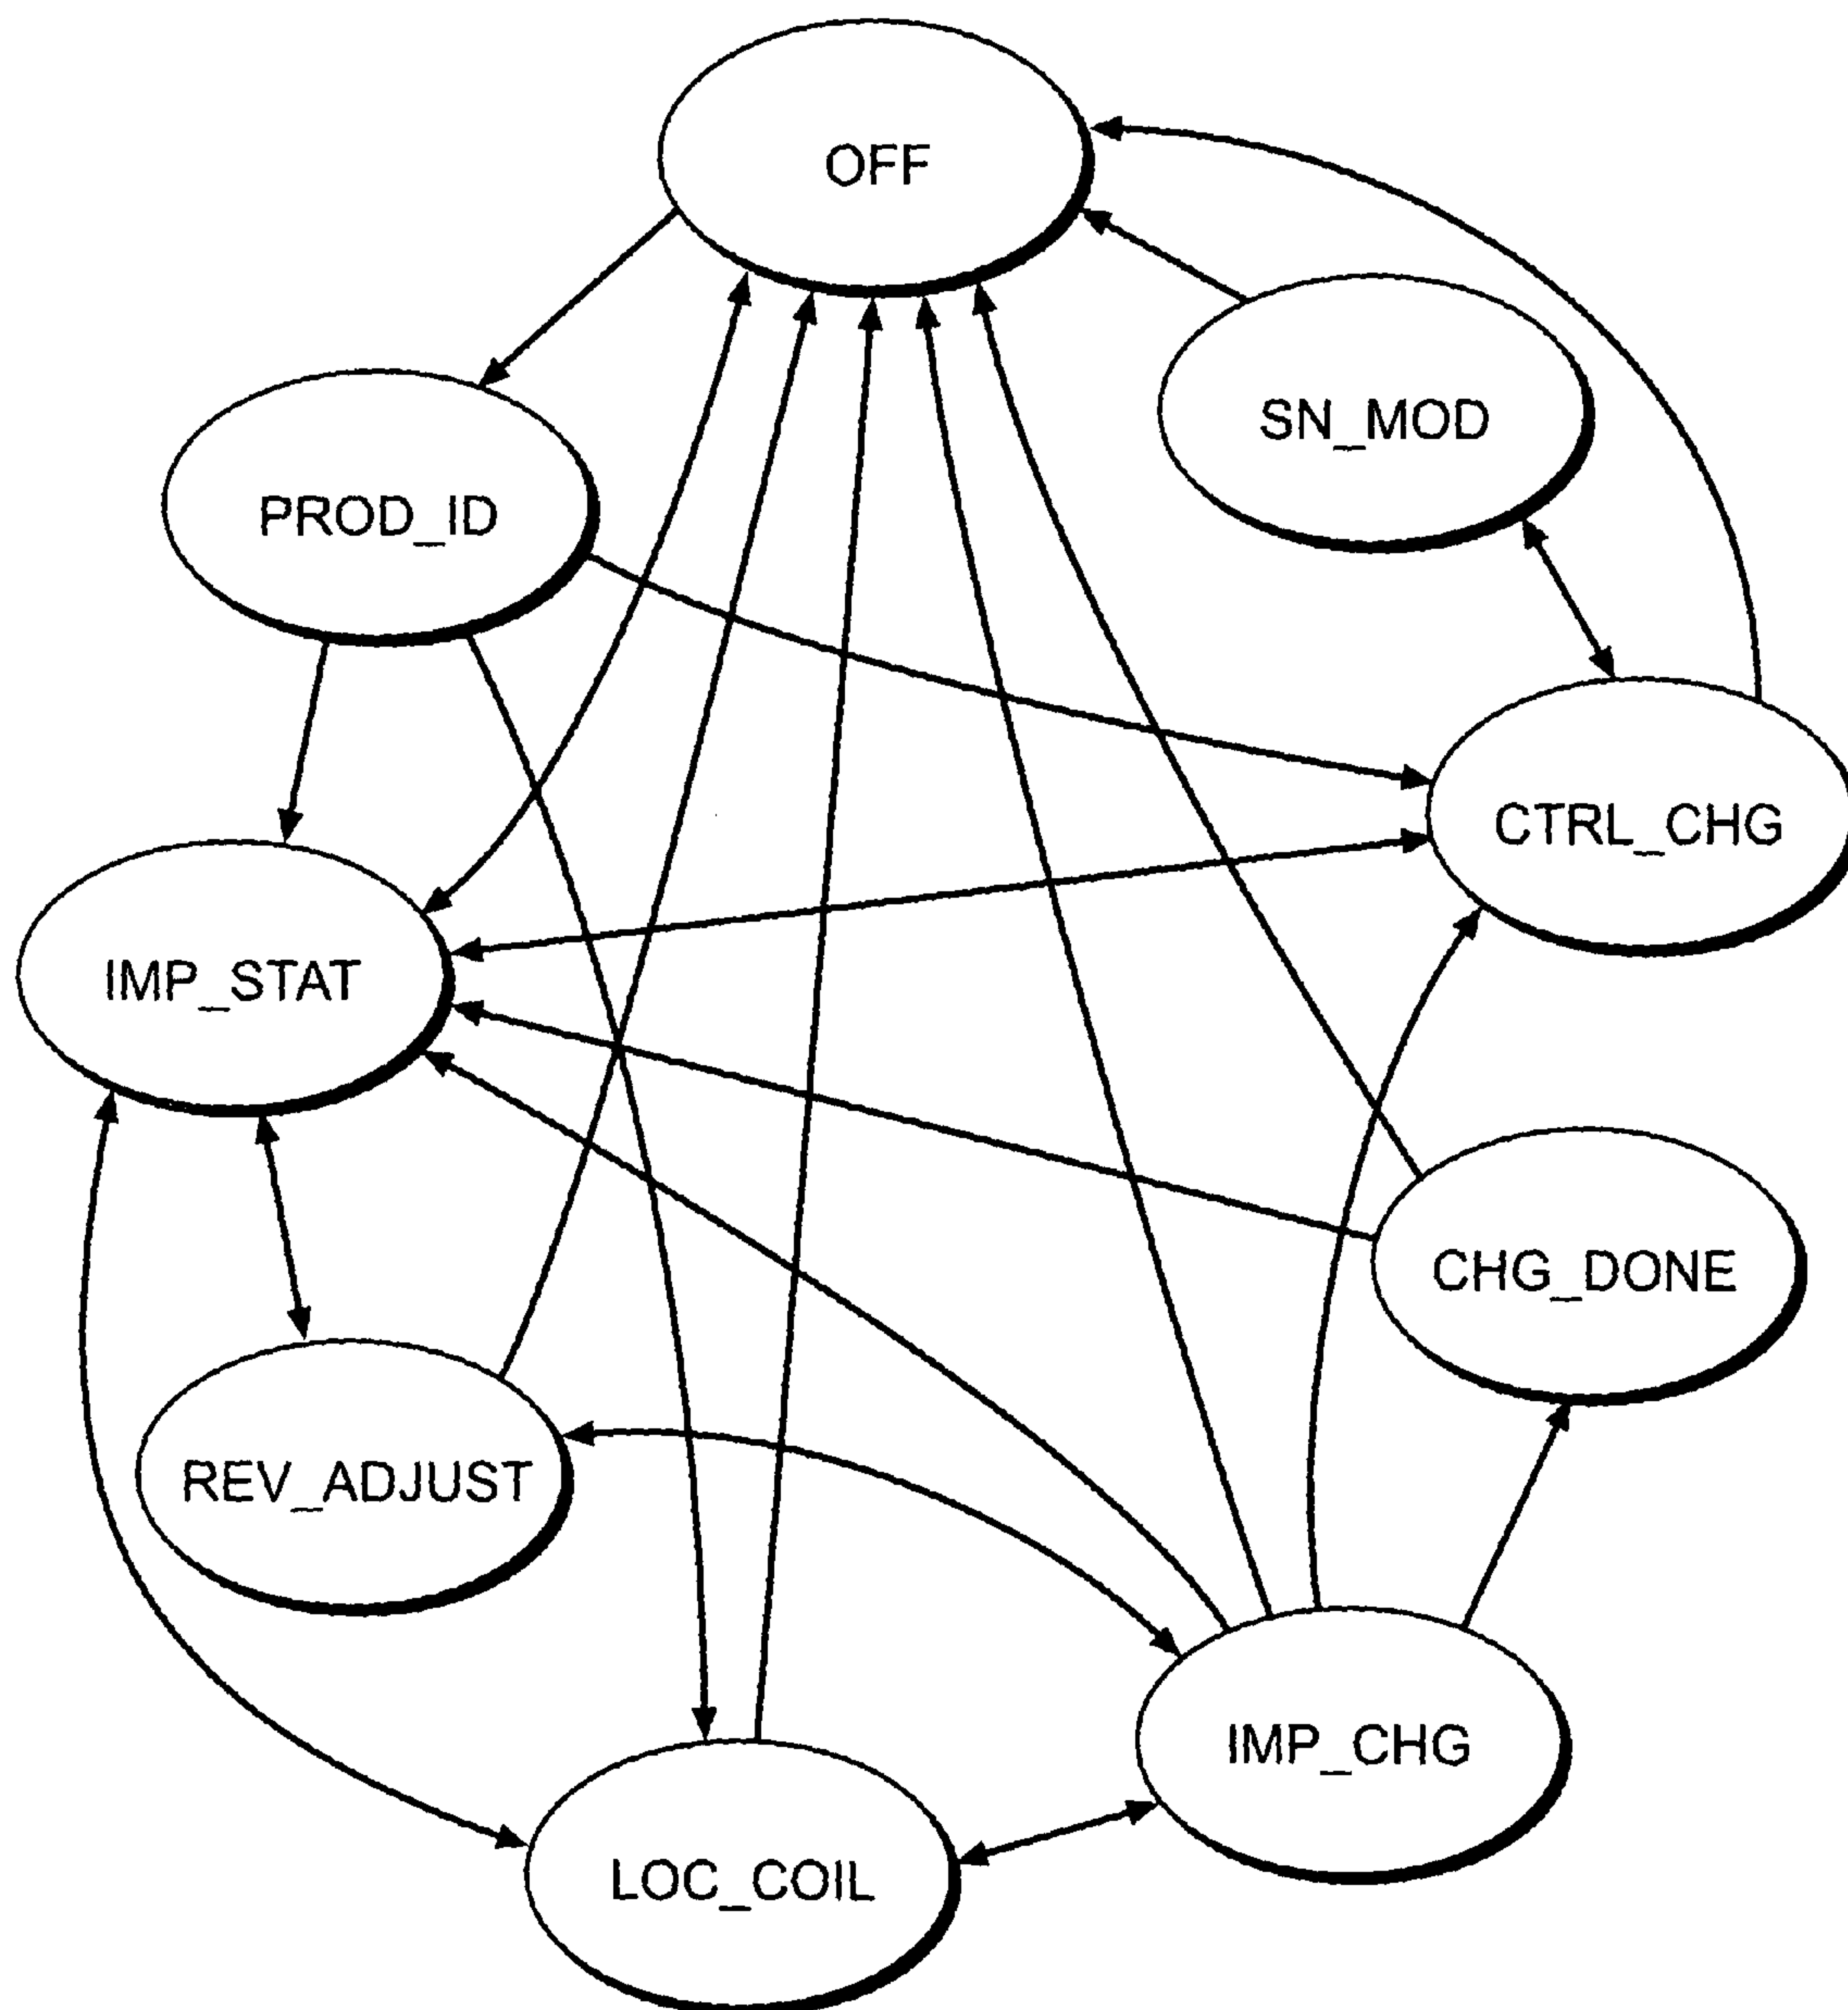 OFF
SN_MOD
PROD_ID
CTRL_CHG
IMP_STAT
CHG_DONE
REV_ADJUST
IMP_CHG
LOC_COIL